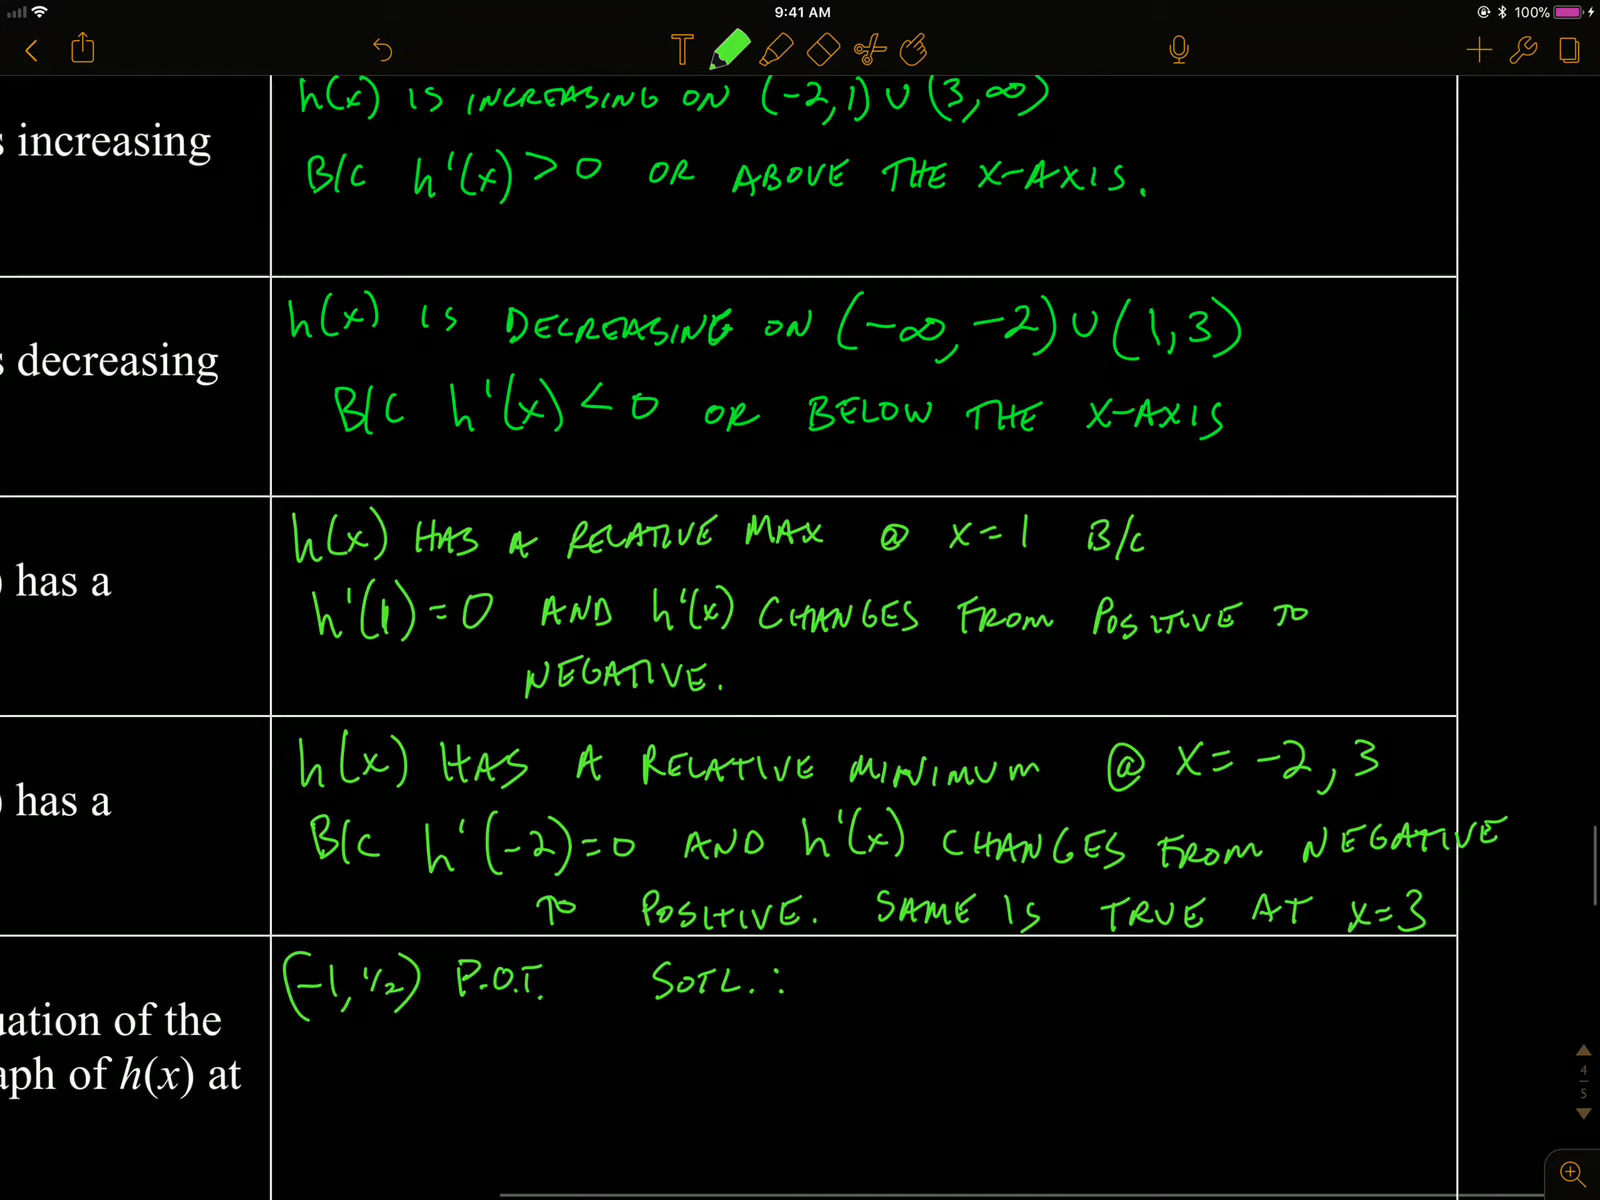 9:41 AM
100%
T
s increasing
h(x) IS INCREASING ON (-2,1) ∪ (3,∞)
B/C h'(x) > 0 OR ABOVE THE X-AXIS.
s decreasing
h(x) IS DECREASING ON (-∞,-2) ∪ (1,3)
B/C h'(x) < 0 OR BELOW THE X-AXIS
) has a
h(x) HAS A RELATIVE MAX @ x=1 B/C
h'(1)=0 AND h'(x) CHANGES FROM POSITIVE TO
NEGATIVE.
) has a
h(x) HAS A RELATIVE MINIMUM @ x=-2,3
B/C h'(-2)=0 AND h'(x) CHANGES FROM NEGATIVE
TO POSITIVE. SAME IS TRUE AT x=3
uation of the
aph of h(x) at
(-1,1/2) P.O.T. SOTL.:
4
5